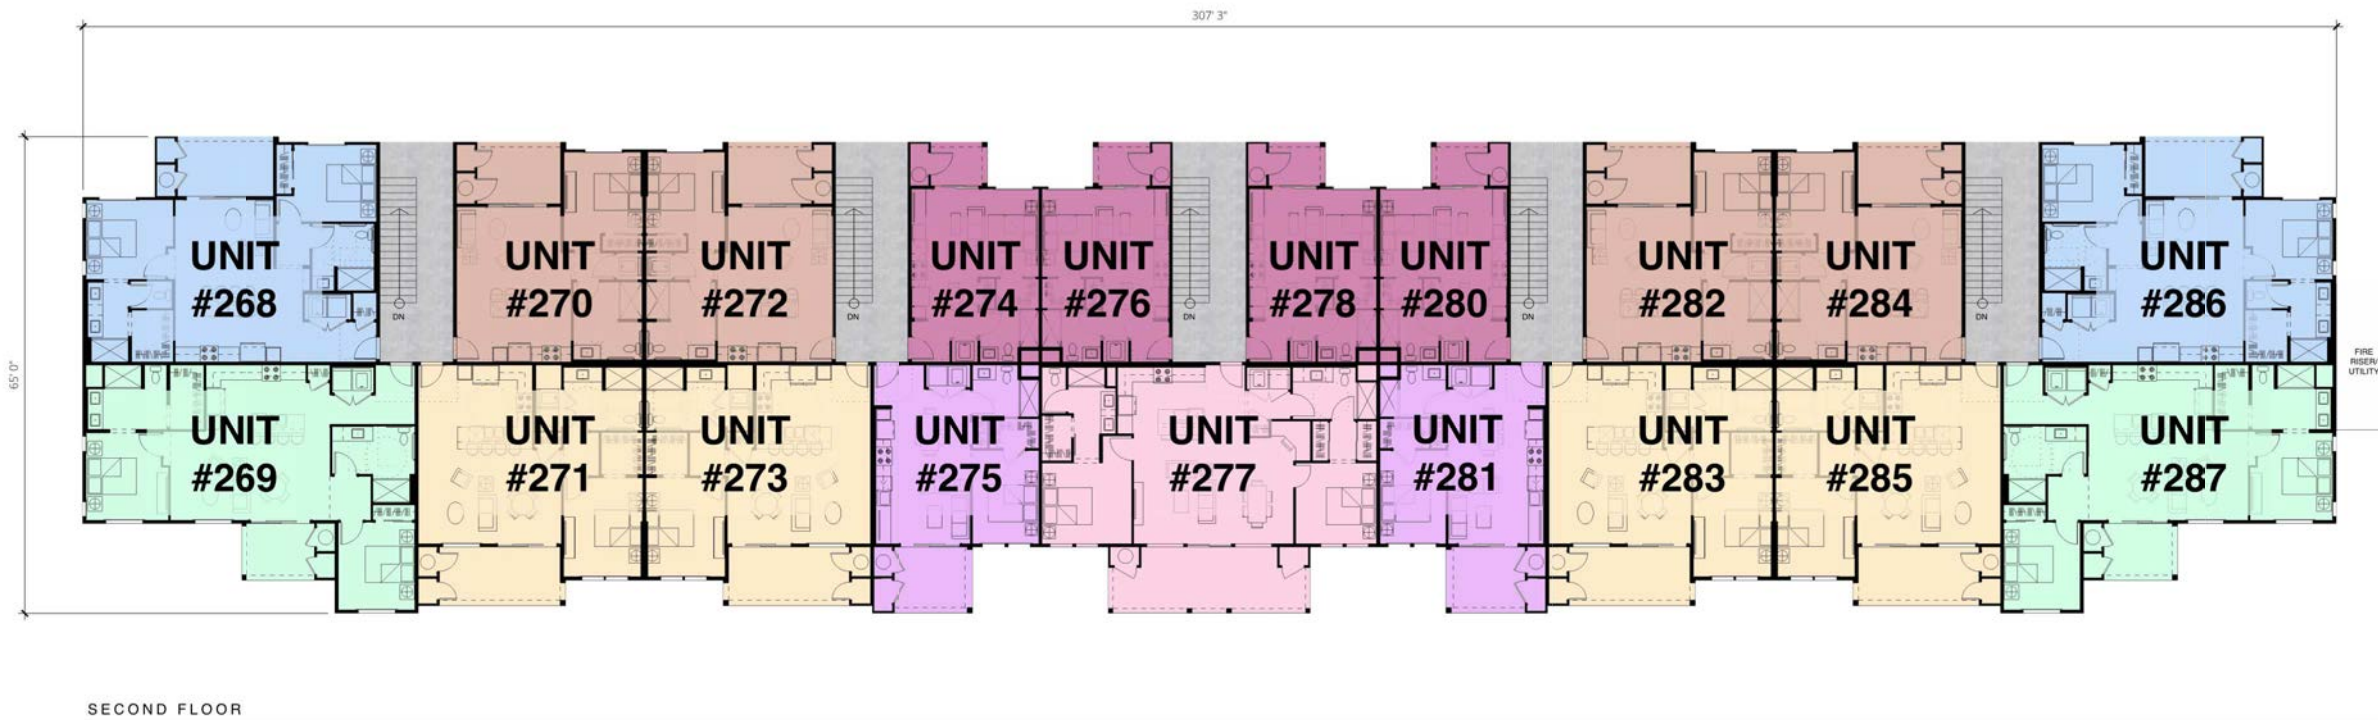 307' 3"
UNIT
#268
UNIT
#270
UNIT
#272
UNIT
#274
UNIT
#276
UNIT
#278
UNIT
#280
UNIT
#282
UNIT
#284
UNIT
#286
DN
DN
DN
DN
DN
FIRE
RISER/
UTILITY
65' 0"
UNIT
#269
UNIT
#271
UNIT
#273
UNIT
#275
UNIT
#277
UNIT
#281
UNIT
#283
UNIT
#285
UNIT
#287
SECOND FLOOR